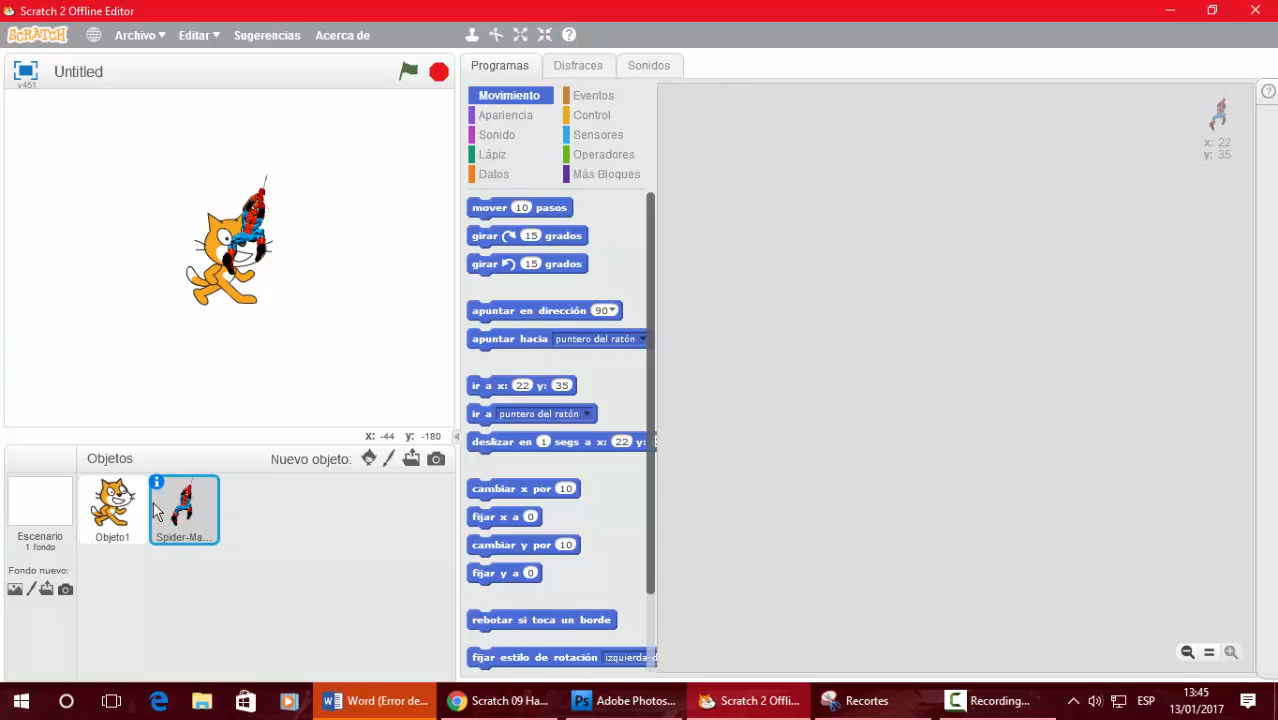 Scratch 2 Offline Editor
SCRATCH Archivo Editar Sugerencias Acerca de
v451 Untitled
Programas Disfraces Sonidos
Movimiento Eventos
Apariencia Control
Sonido Sensores
Lápiz Operadores
Datos Más Bloques
x: 22
y: 35
mover 10 pasos
girar 15 grados
girar 15 grados
apuntar en dirección 90
apuntar hacia puntero del ratón
ir a x: 22 y: 35
ir a puntero del ratón
deslizar en 1 segs a x: 22 y:
cambiar x por 10
fijar x a 0
cambiar y por 10
fijar y a 0
rebotar si toca un borde
fijar estilo de rotación izquierda-d
x: -44 y: -180
Objetos Nuevo objeto:
Escenario
1 fondo
Fondo nuevo:
Objeto1
Spider-Ma...
Word (Error de... Scratch 09 Ha... Adobe Photos... Scratch 2 Offli... Recortes Recording... ESP
13:45
13/01/2017